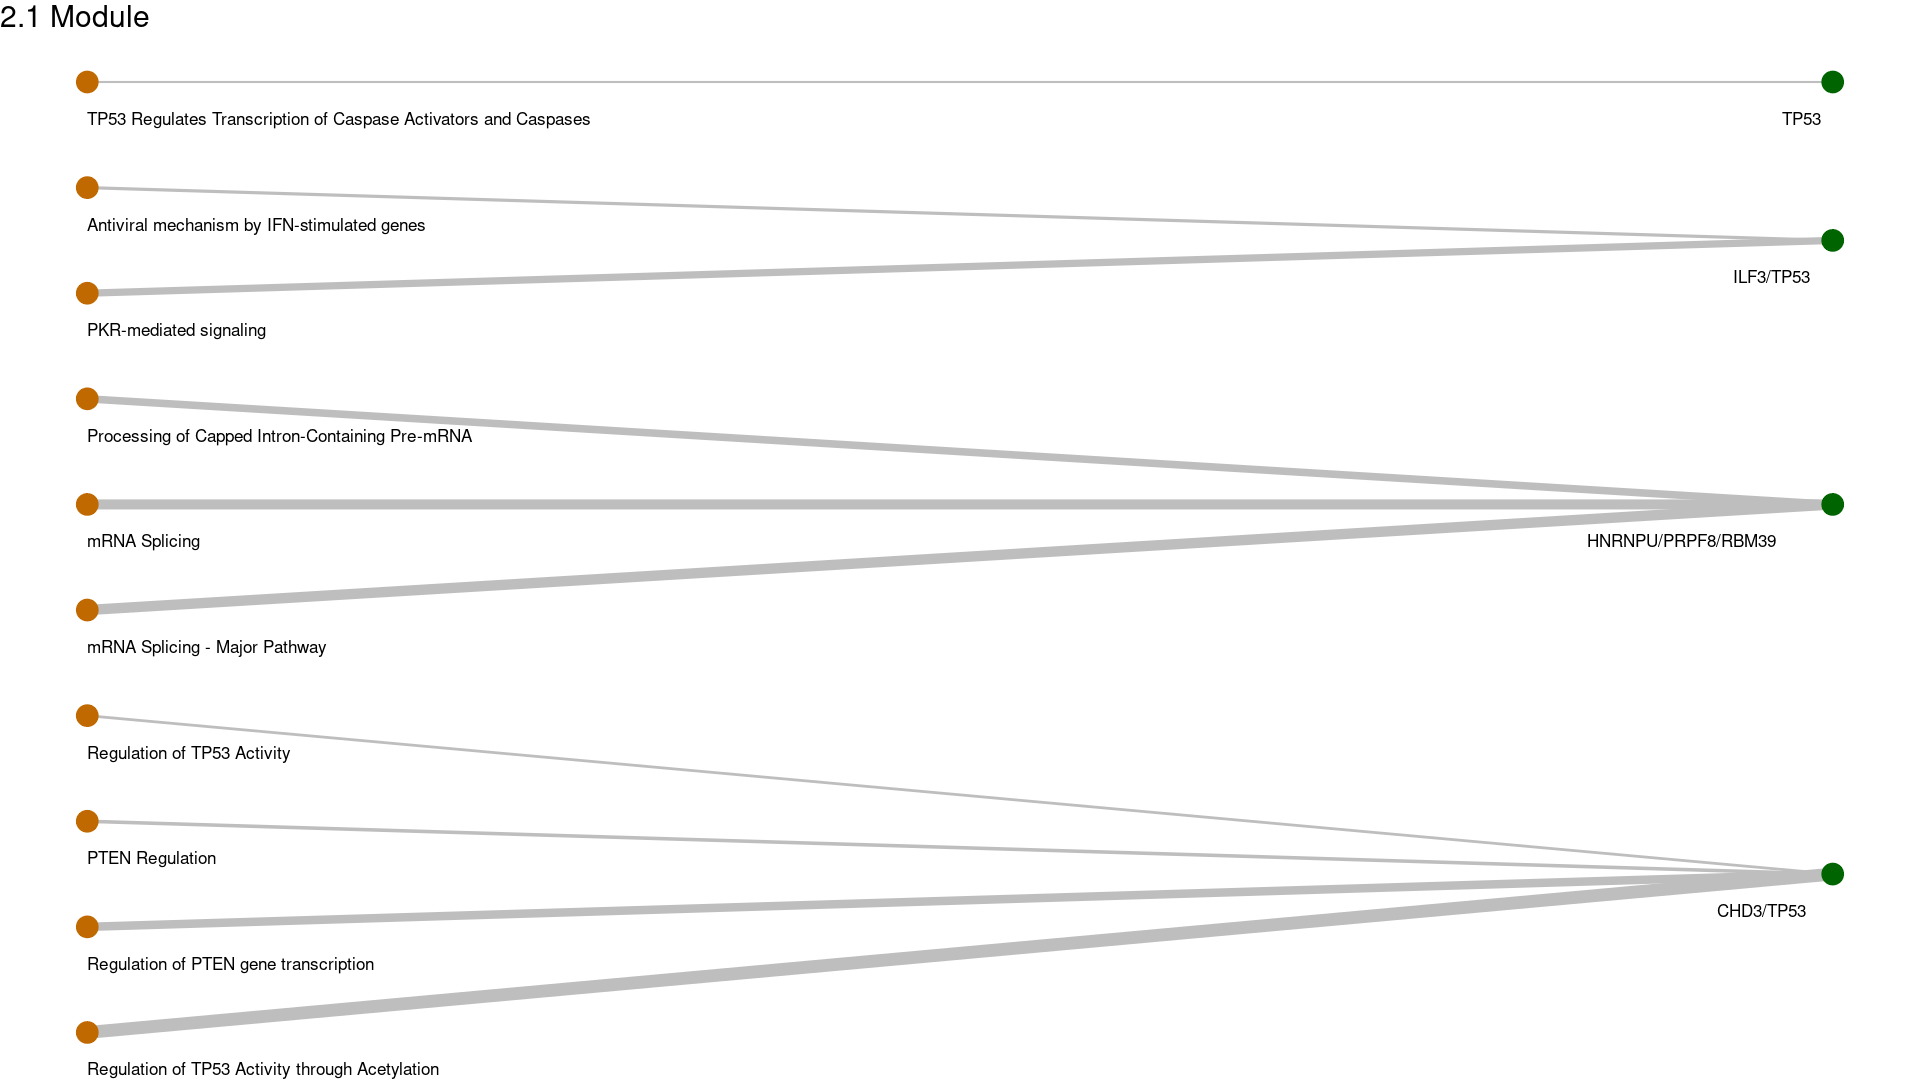 2.1 Module
TP53 Regulates Transcription of Caspase Activators and Caspases
TP53
Antiviral mechanism by IFN-stimulated genes
ILF3/TP53
PKR-mediated signaling
Processing of Capped Intron-Containing Pre-mRNA
mRNA Splicing
HNRNPU/PRPF8/RBM39
mRNA Splicing - Major Pathway
Regulation of TP53 Activity
PTEN Regulation
CHD3/TP53
Regulation of PTEN gene transcription
Regulation of TP53 Activity through Acetylation